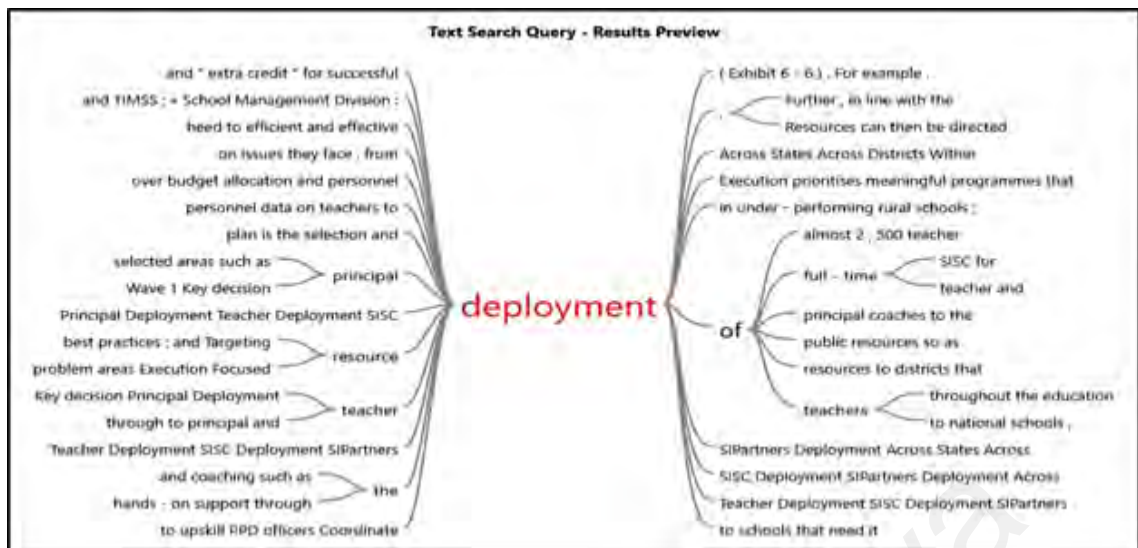 Text Search Query - Results Preview
and " extra credit " for successful
and TIMSS ; • School Management Division :
need to efficient and effective
on issues they face , from
over budget allocation and personnel
personnel data on teachers to
plan is the selection and
selected areas such as
Wave 1 Key decision
principal
Principal Deployment Teacher Deployment SISC
best practices ; and Targeting
problem areas Execution Focused
resource
Key decision Principal Deployment
through to principal and
teacher
Teacher Deployment SISC Deployment SIPartners
and coaching such as
hands - on support through
the
to upskill PPD officers Coordinate
deployment
( Exhibit 6 - 6 ) . For example ,
.
Further , in line with the
Resources can then be directed
Across States Across Districts Within
Execution prioritises meaningful programmes that
in under - performing rural schools ;
of
almost 2 , 500 teacher
full - time
SISC for
teacher and
principal coaches to the
public resources so as
resources to districts that
teachers
throughout the education
to national schools ,
SIPartners Deployment Across States Across
SISC Deployment SIPartners Deployment Across
Teacher Deployment SISC Deployment SIPartners
to schools that need it